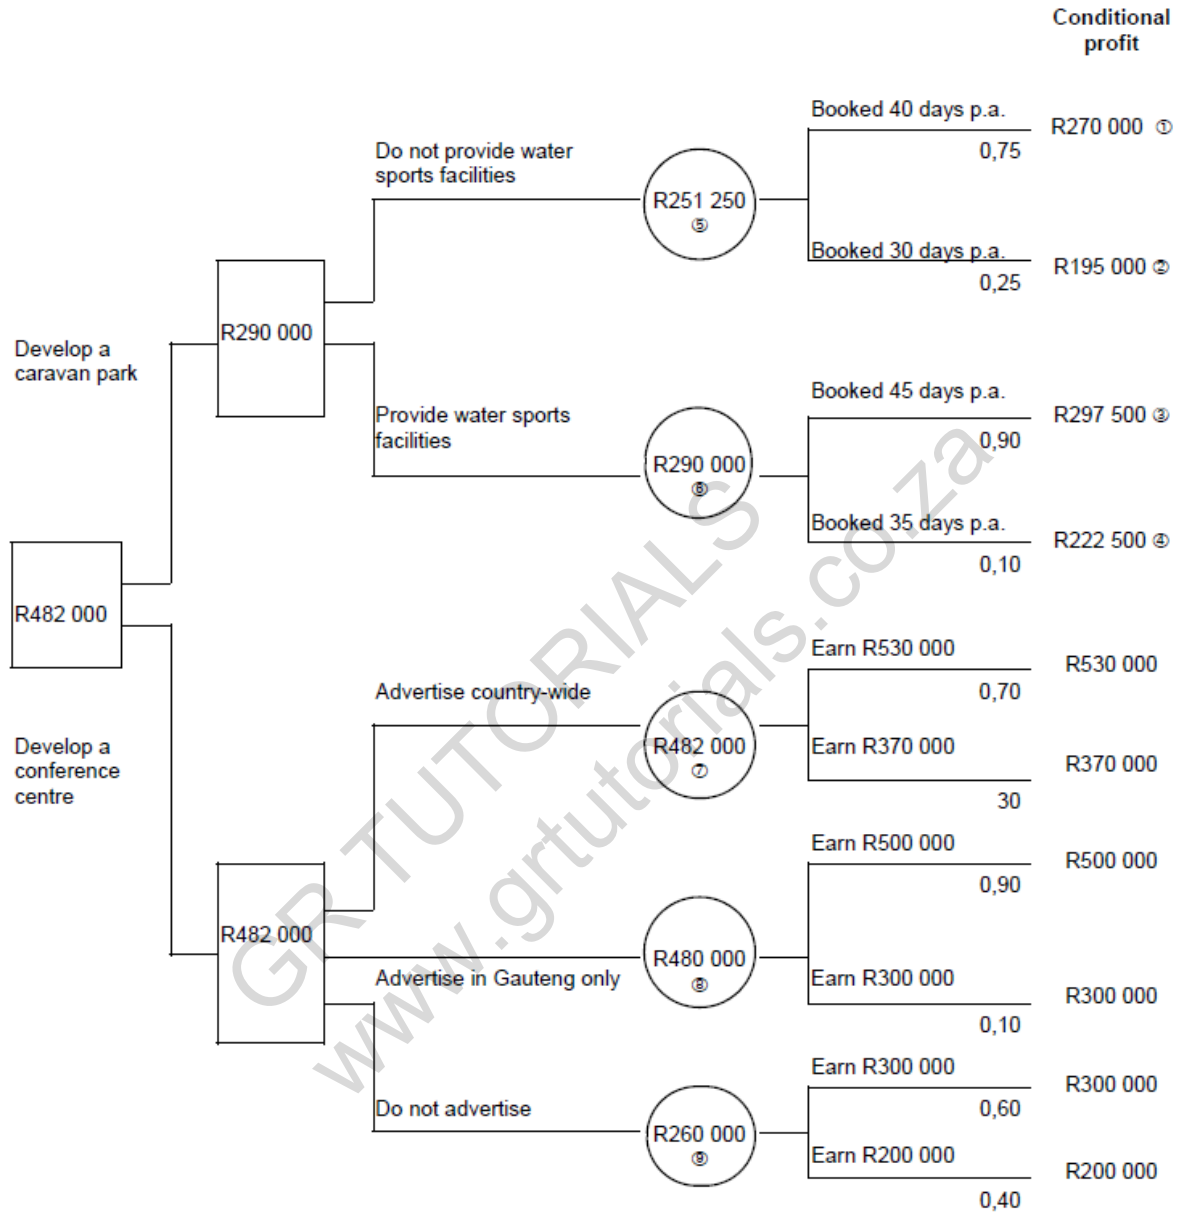 Conditional
profit
Booked 40 days p.a.
R270 000 ①
0,75
Do not provide water
sports facilities
R251 250
⑤
Booked 30 days p.a.
R195 000 ②
0,25
R290 000
Develop a
caravan park
Booked 45 days p.a.
R297 500 ③
0,90
Provide water sports
facilities
R290 000
⑥
Booked 35 days p.a.
R222 500 ④
0,10
R482 000
Earn R530 000
R530 000
0,70
Advertise country-wide
R482 000
⑦
Earn R370 000
R370 000
30
Develop a
conference
centre
Earn R500 000
R500 000
0,90
R482 000
R480 000
⑧
Advertise in Gauteng only
Earn R300 000
R300 000
0,10
Earn R300 000
R300 000
0,60
Do not advertise
R260 000
⑨
Earn R200 000
R200 000
0,40
GR TUTORIALS
www.grtutorials.co.za